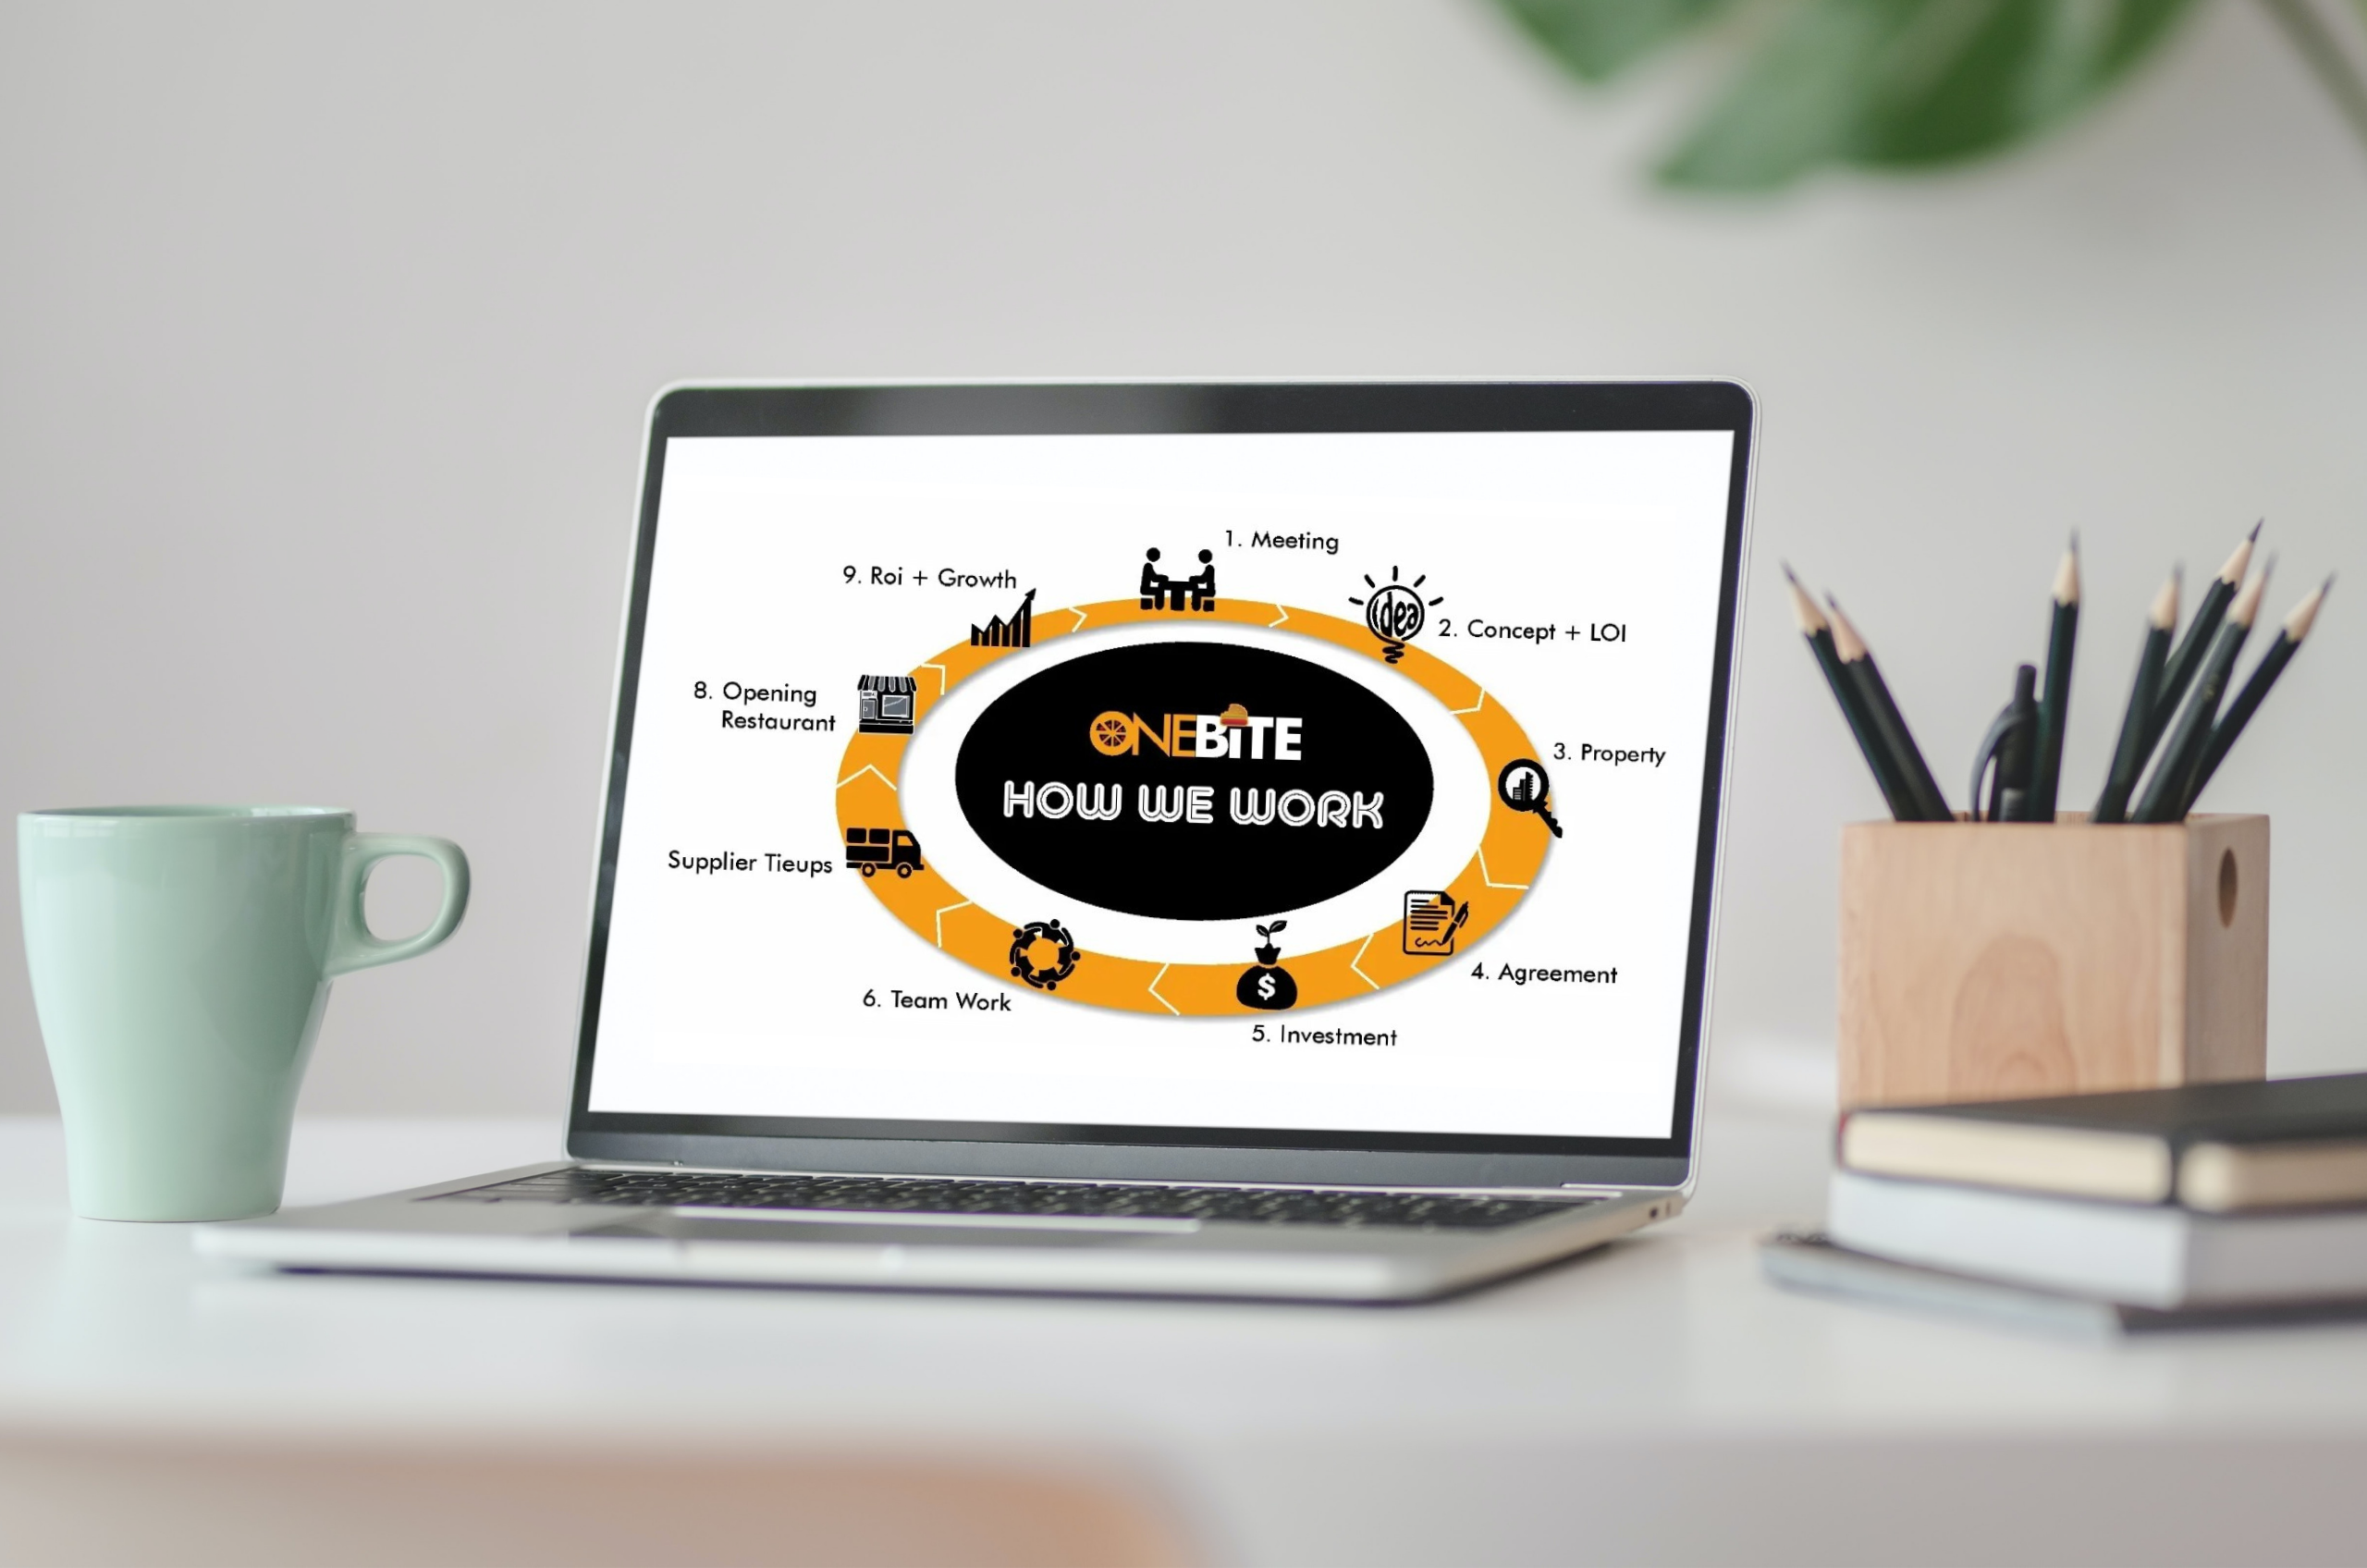 1. Meeting
idea
2. Concept + LOI
3. Property
4. Agreement
$
5. Investment
6. Team Work
Supplier Tieups
8. Opening
Restaurant
9. Roi + Growth
ONEBiTE
HOW WE WORK